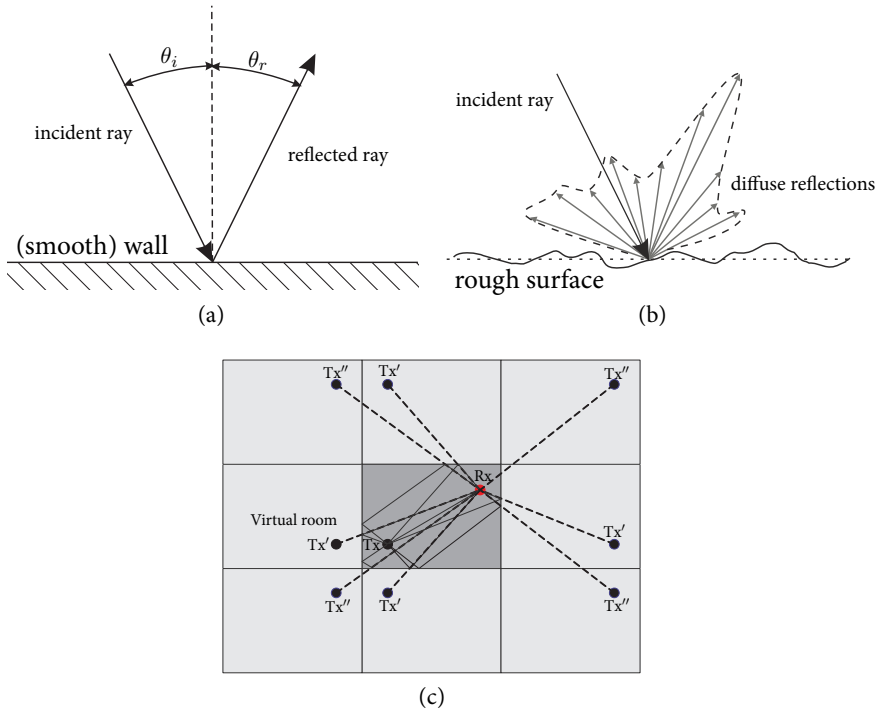 θi
θr
incident ray
reflected ray
(smooth) wall
(a)
incident ray
diffuse reflections
rough surface
(b)
Tx″
Tx′
Tx″
Rx
Virtual room
Tx′
Tx
Tx′
Tx″
Tx′
Tx″
(c)